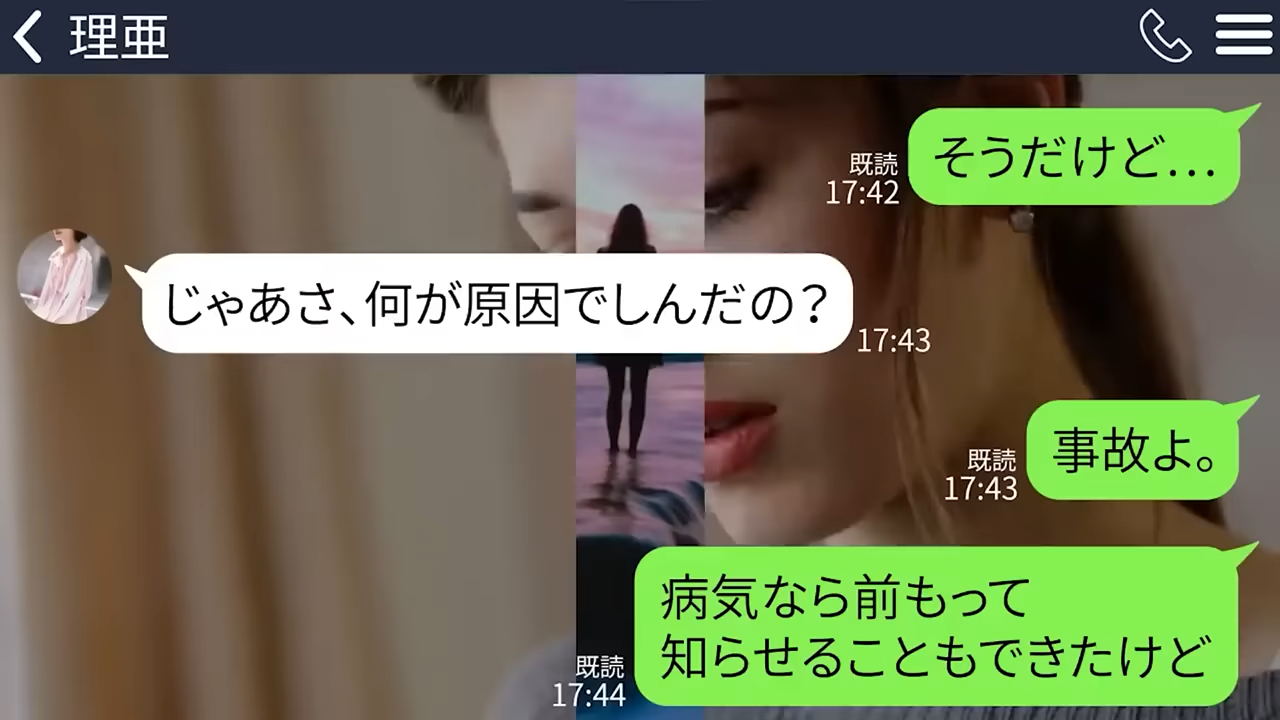 理亜
そうだけど…
既読
17:42
じゃあさ、何が原因でしんだの？
17:43
事故よ。
既読
17:43
病気なら前もって
知らせることもできたけど
既読
17:44